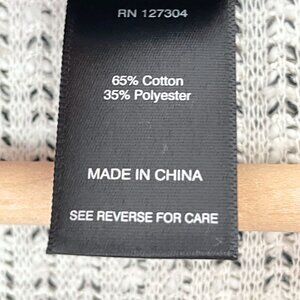 RN 127304
65% Cotton
35% Polyester
MADE IN CHINA
SEE REVERSE FOR CARE